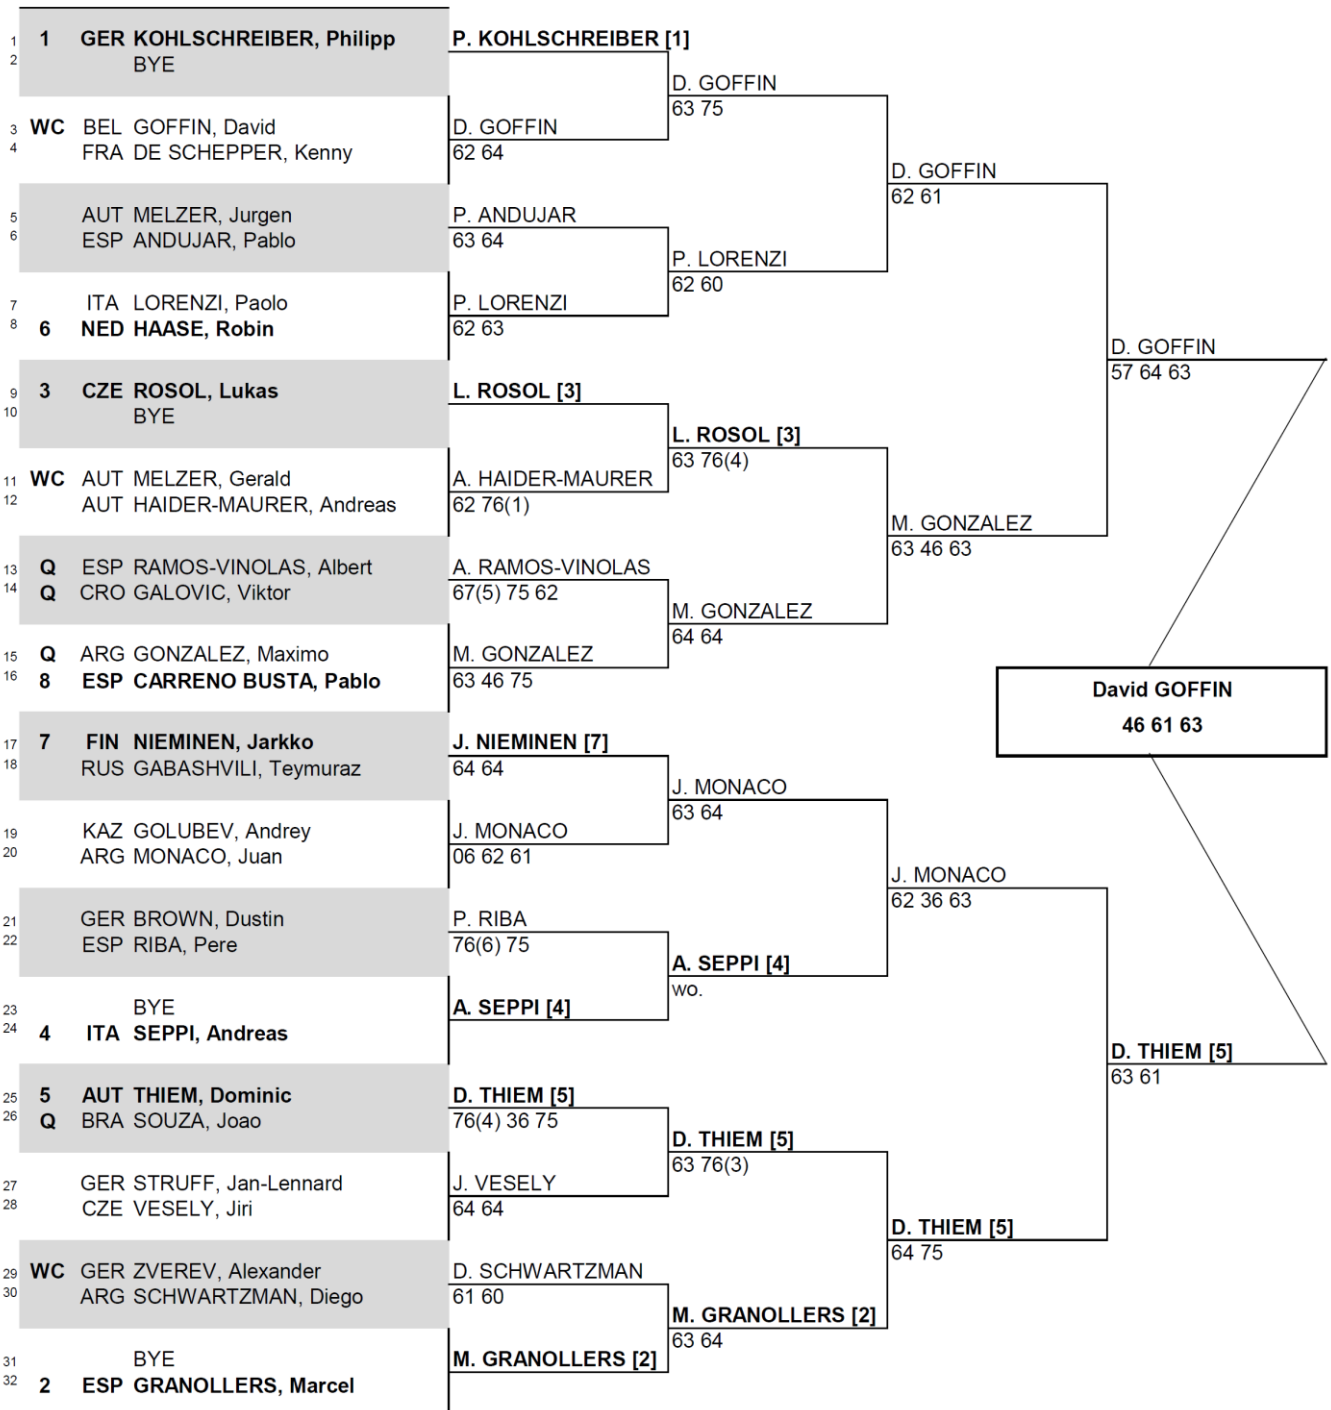 1 1 GER KOHLSCHREIBER, Philipp
2 BYE
3 WC BEL GOFFIN, David
4 FRA DE SCHEPPER, Kenny
5 AUT MELZER, Jurgen
6 ESP ANDUJAR, Pablo
7 ITA LORENZI, Paolo
8 6 NED HAASE, Robin
9 3 CZE ROSOL, Lukas
10 BYE
11 WC AUT MELZER, Gerald
12 AUT HAIDER-MAURER, Andreas
13 Q ESP RAMOS-VINOLAS, Albert
14 Q CRO GALOVIC, Viktor
15 Q ARG GONZALEZ, Maximo
16 8 ESP CARRENO BUSTA, Pablo
17 7 FIN NIEMINEN, Jarkko
18 RUS GABASHVILI, Teymuraz
19 KAZ GOLUBEV, Andrey
20 ARG MONACO, Juan
21 GER BROWN, Dustin
22 ESP RIBA, Pere
23 BYE
24 4 ITA SEPPI, Andreas
25 5 AUT THIEM, Dominic
26 Q BRA SOUZA, Joao
27 GER STRUFF, Jan-Lennard
28 CZE VESELY, Jiri
29 WC GER ZVEREV, Alexander
30 ARG SCHWARTZMAN, Diego
31 BYE
32 2 ESP GRANOLLERS, Marcel
P. KOHLSCHREIBER [1]
D. GOFFIN
62 64
P. ANDUJAR
63 64
P. LORENZI
62 63
L. ROSOL [3]
A. HAIDER-MAURER
62 76(1)
A. RAMOS-VINOLAS
67(5) 75 62
M. GONZALEZ
63 46 75
J. NIEMINEN [7]
64 64
J. MONACO
06 62 61
P. RIBA
76(6) 75
A. SEPPI [4]
D. THIEM [5]
76(4) 36 75
J. VESELY
64 64
D. SCHWARTZMAN
61 60
M. GRANOLLERS [2]
D. GOFFIN
63 75
P. LORENZI
62 60
L. ROSOL [3]
63 76(4)
M. GONZALEZ
64 64
J. MONACO
63 64
A. SEPPI [4]
wo.
D. THIEM [5]
63 76(3)
M. GRANOLLERS [2]
63 64
D. GOFFIN
62 61
M. GONZALEZ
63 46 63
J. MONACO
62 36 63
D. THIEM [5]
64 75
D. GOFFIN
57 64 63
D. THIEM [5]
63 61
David GOFFIN
46 61 63